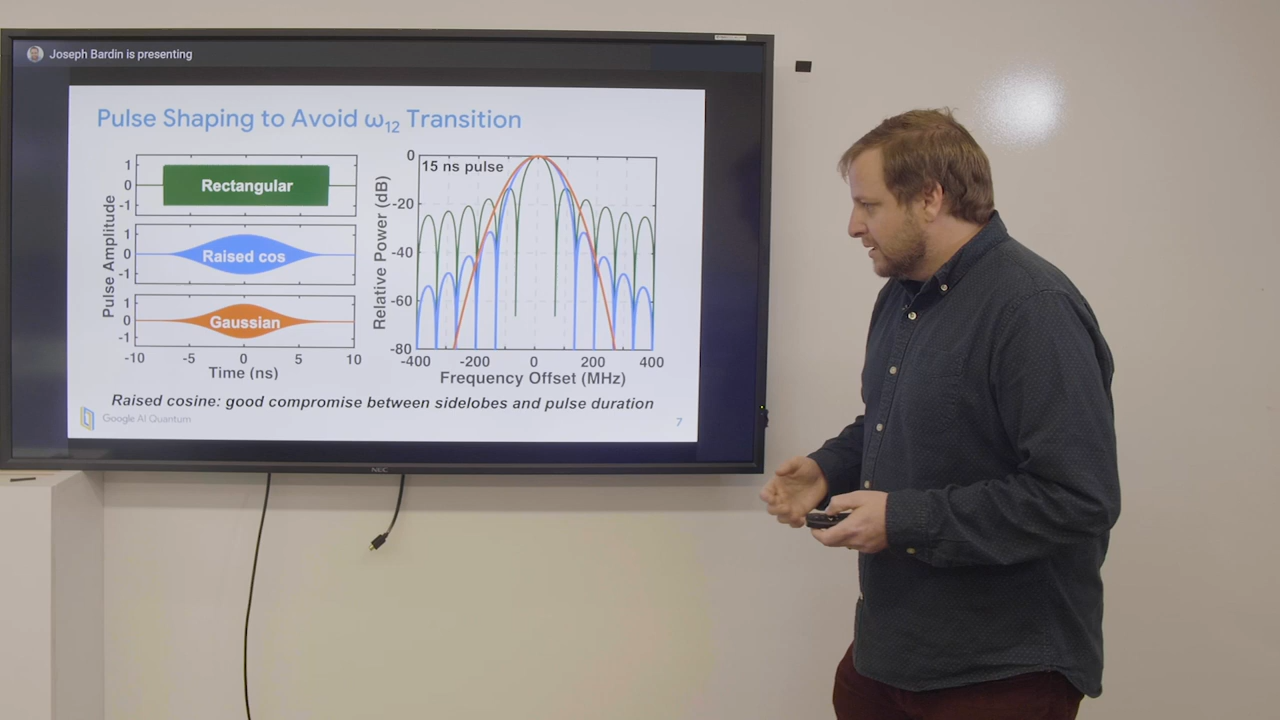 Joseph Bardin is presenting
Pulse Shaping to Avoid ω12 Transition
Pulse Amplitude
1
0
-1
Rectangular
1
0
-1
Raised cos
1
0
-1
Gaussian
-10 -5 0 5 10
Time (ns)
Relative Power (dB)
0
-20
-40
-60
-80
15 ns pulse
-400 -200 0 200 400
Frequency Offset (MHz)
Raised cosine: good compromise between sidelobes and pulse duration
Google AI Quantum
7
NEC